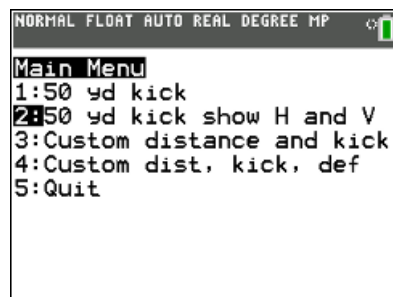 NORMAL FLOAT AUTO REAL DEGREE MP
Main Menu
1:50 yd kick
2:50 yd kick show H and V
3:Custom distance and kick
4:Custom dist, kick, def
5:Quit